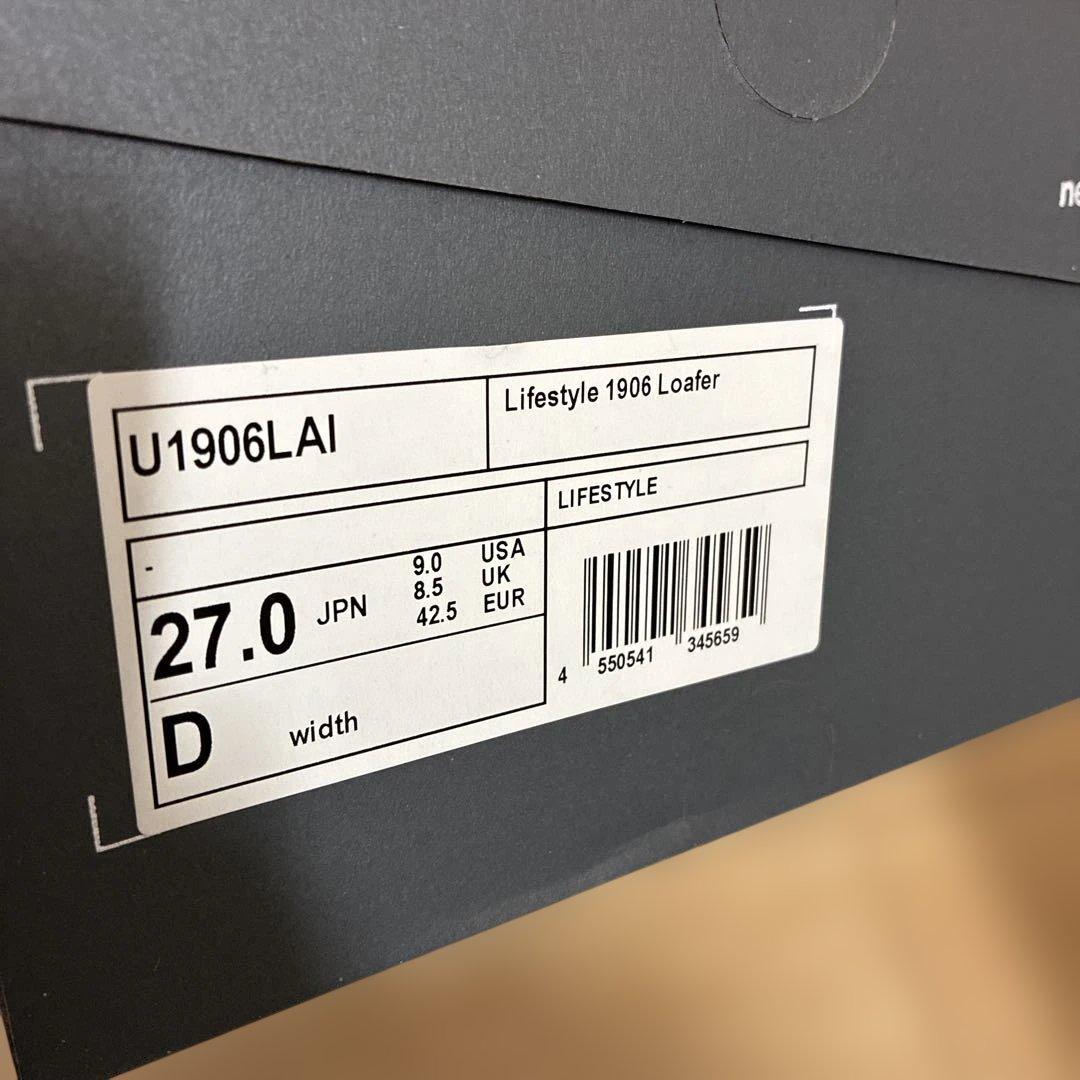 ne
U1906LAI
Lifestyle 1906 Loafer
LIFESTYLE
-
27.0 JPN
9.0 USA
8.5 UK
42.5 EUR
D width
4 550541 345659